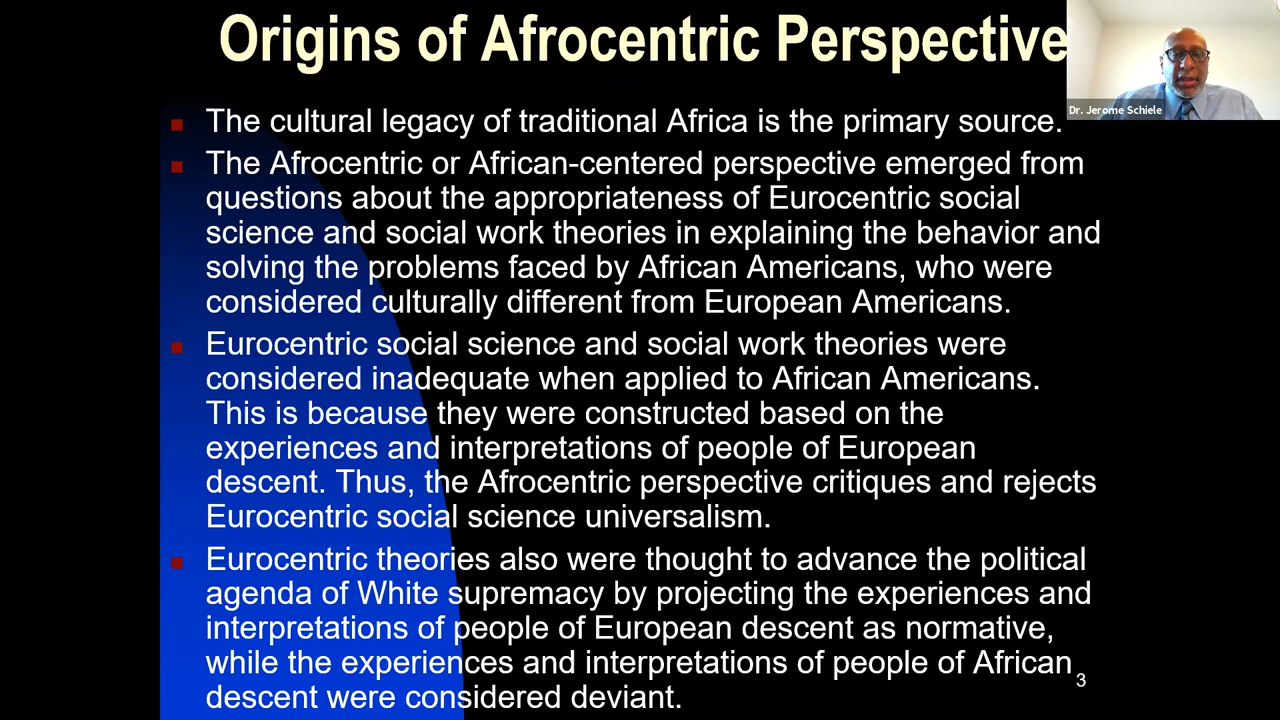 Origins of Afrocentric Perspective
Dr. Jerome Schiele
The cultural legacy of traditional Africa is the primary source.
The Afrocentric or African-centered perspective emerged from
questions about the appropriateness of Eurocentric social
science and social work theories in explaining the behavior and
solving the problems faced by African Americans, who were
considered culturally different from European Americans.
Eurocentric social science and social work theories were
considered inadequate when applied to African Americans.
This is because they were constructed based on the
experiences and interpretations of people of European
descent. Thus, the Afrocentric perspective critiques and rejects
Eurocentric social science universalism.
Eurocentric theories also were thought to advance the political
agenda of White supremacy by projecting the experiences and
interpretations of people of European descent as normative,
while the experiences and interpretations of people of African
descent were considered deviant.
3